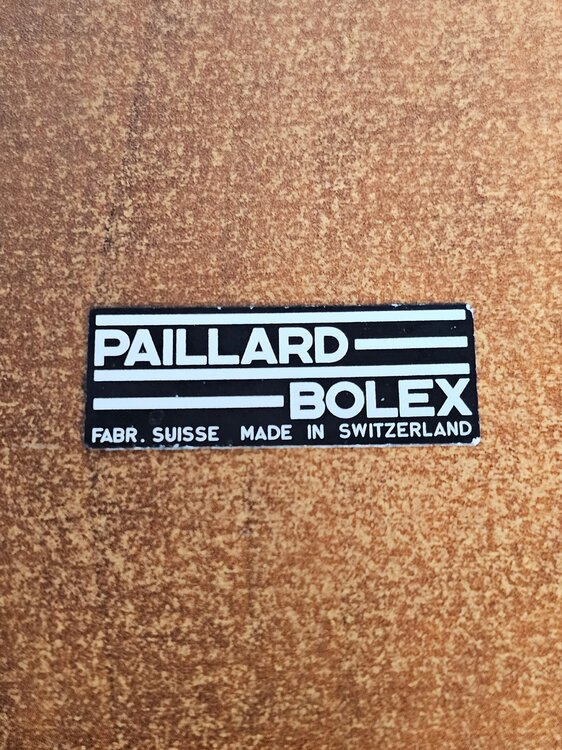 PAILLARD
BOLEX
FABR. SUISSE MADE IN SWITZERLAND